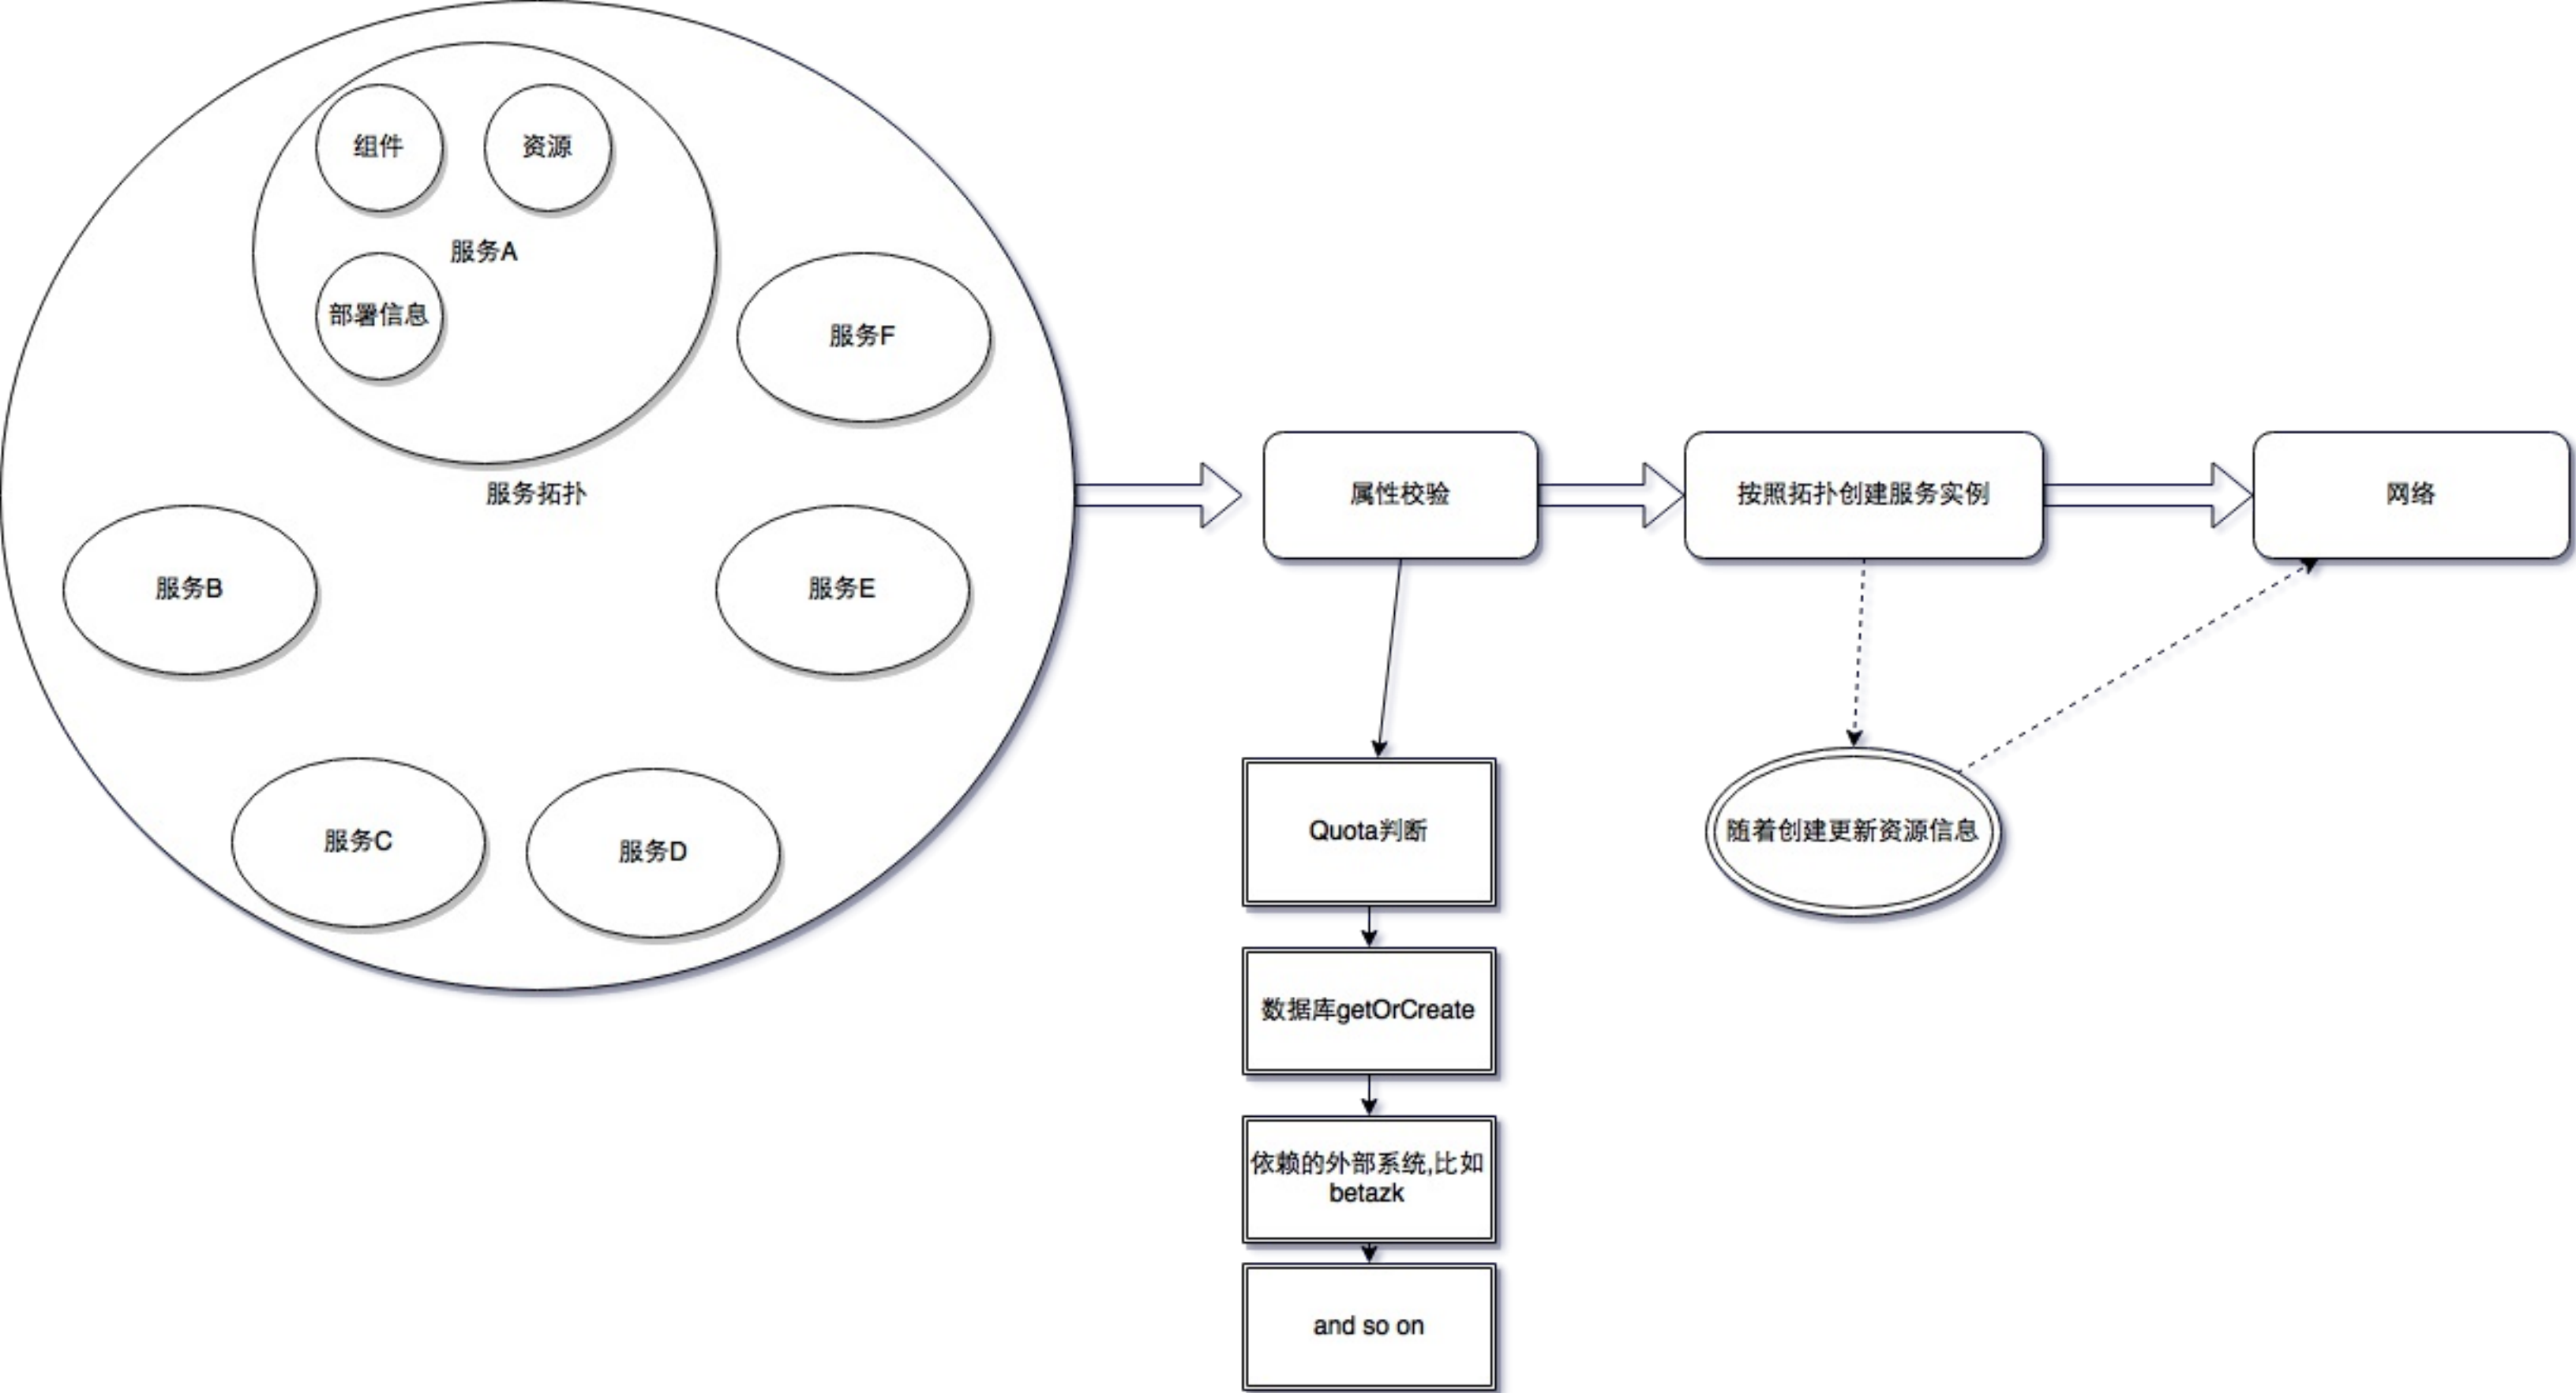 组件
资源
服务A
部署信息
服务F
服务拓扑
服务B
服务E
服务C
服务D
属性校验
按照拓扑创建服务实例
网络
Quota判断
随着创建更新资源信息
数据库getOrCreate
依赖的外部系统,比如
betazk
and so on